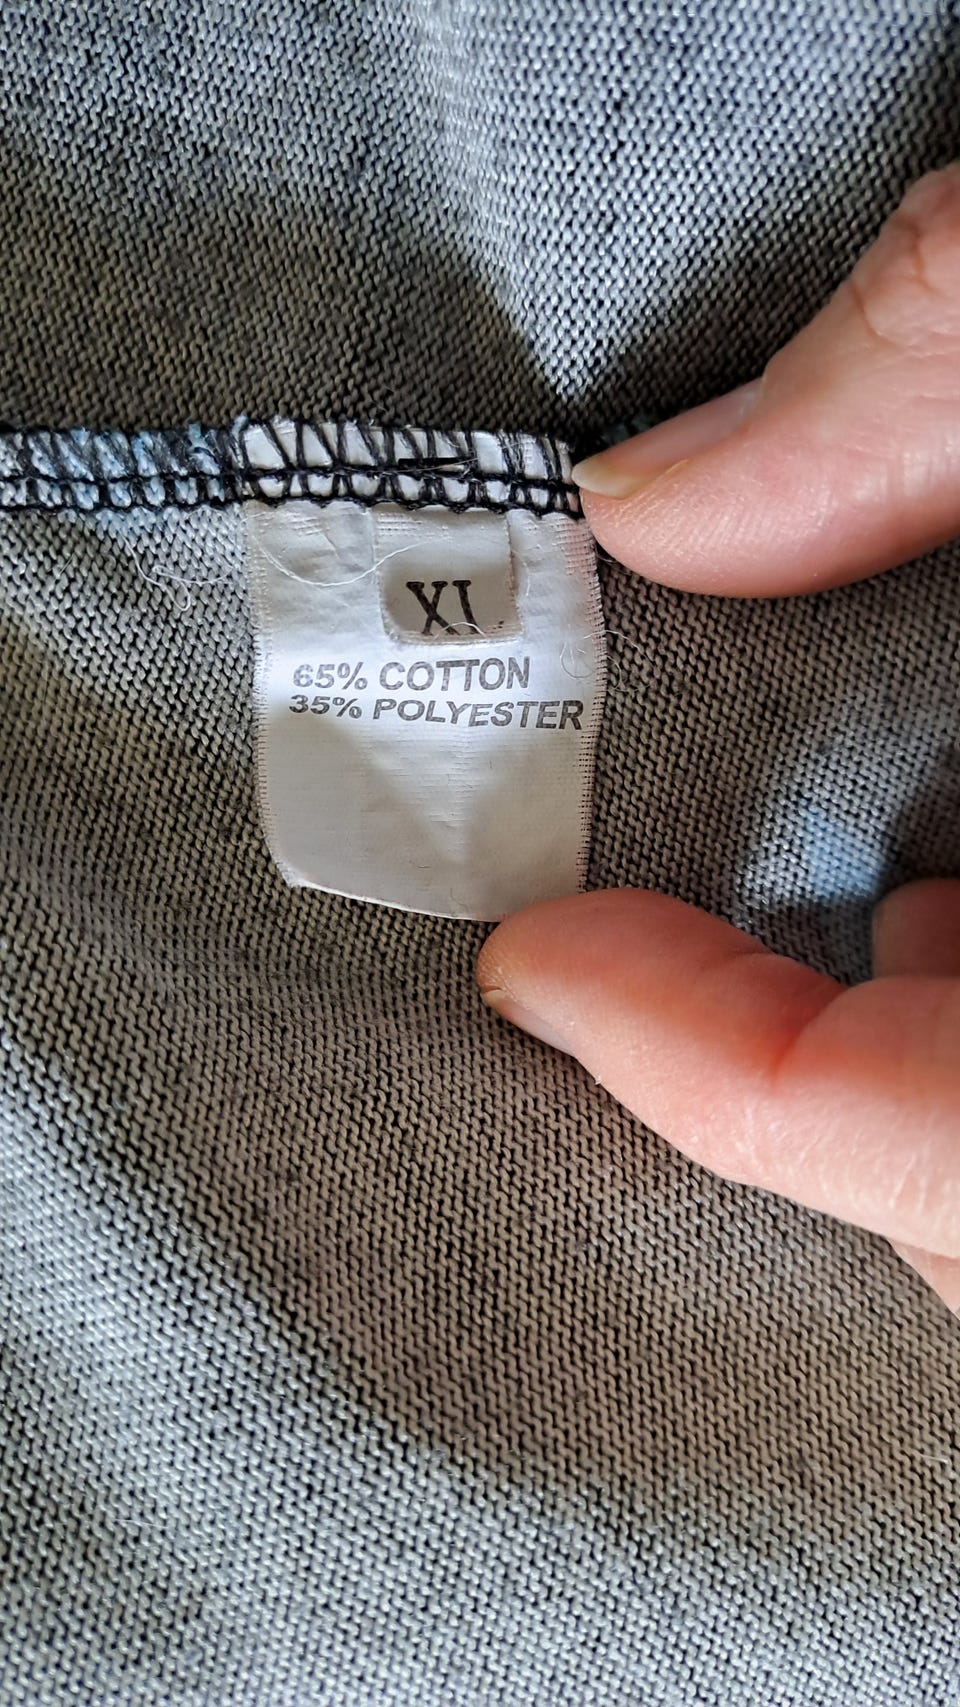 XL
65% COTTON
35% POLYESTER